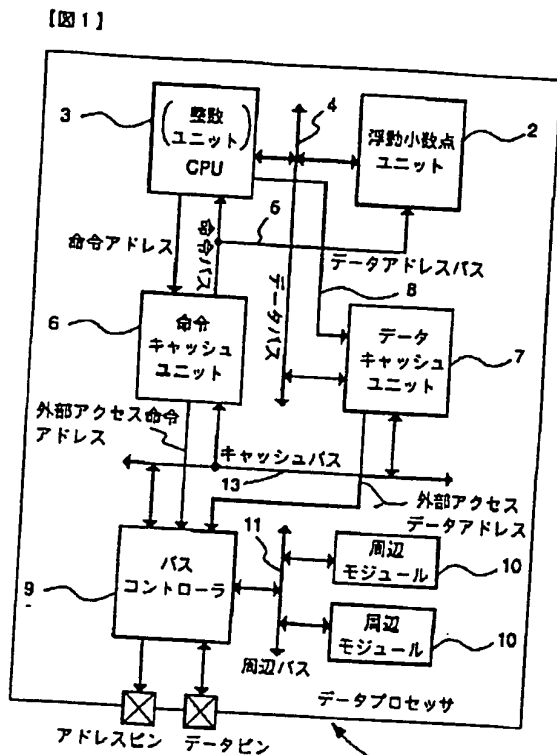 【図1】
3
(整数
ユニット)
CPU
4
浮動小数点
ユニット
2
命令アドレス
命令バス
5
データアドレスバス
8
データバス
6
命令
キャッシュ
ユニット
データ
キャッシュ
ユニット
7
外部アクセス命令
アドレス
キャッシュバス
13
外部アクセス
データアドレス
バス
コントローラ
9
11
周辺
モジュール
10
周辺
モジュール
10
周辺バス
データプロセッサ
アドレスピン
データピン